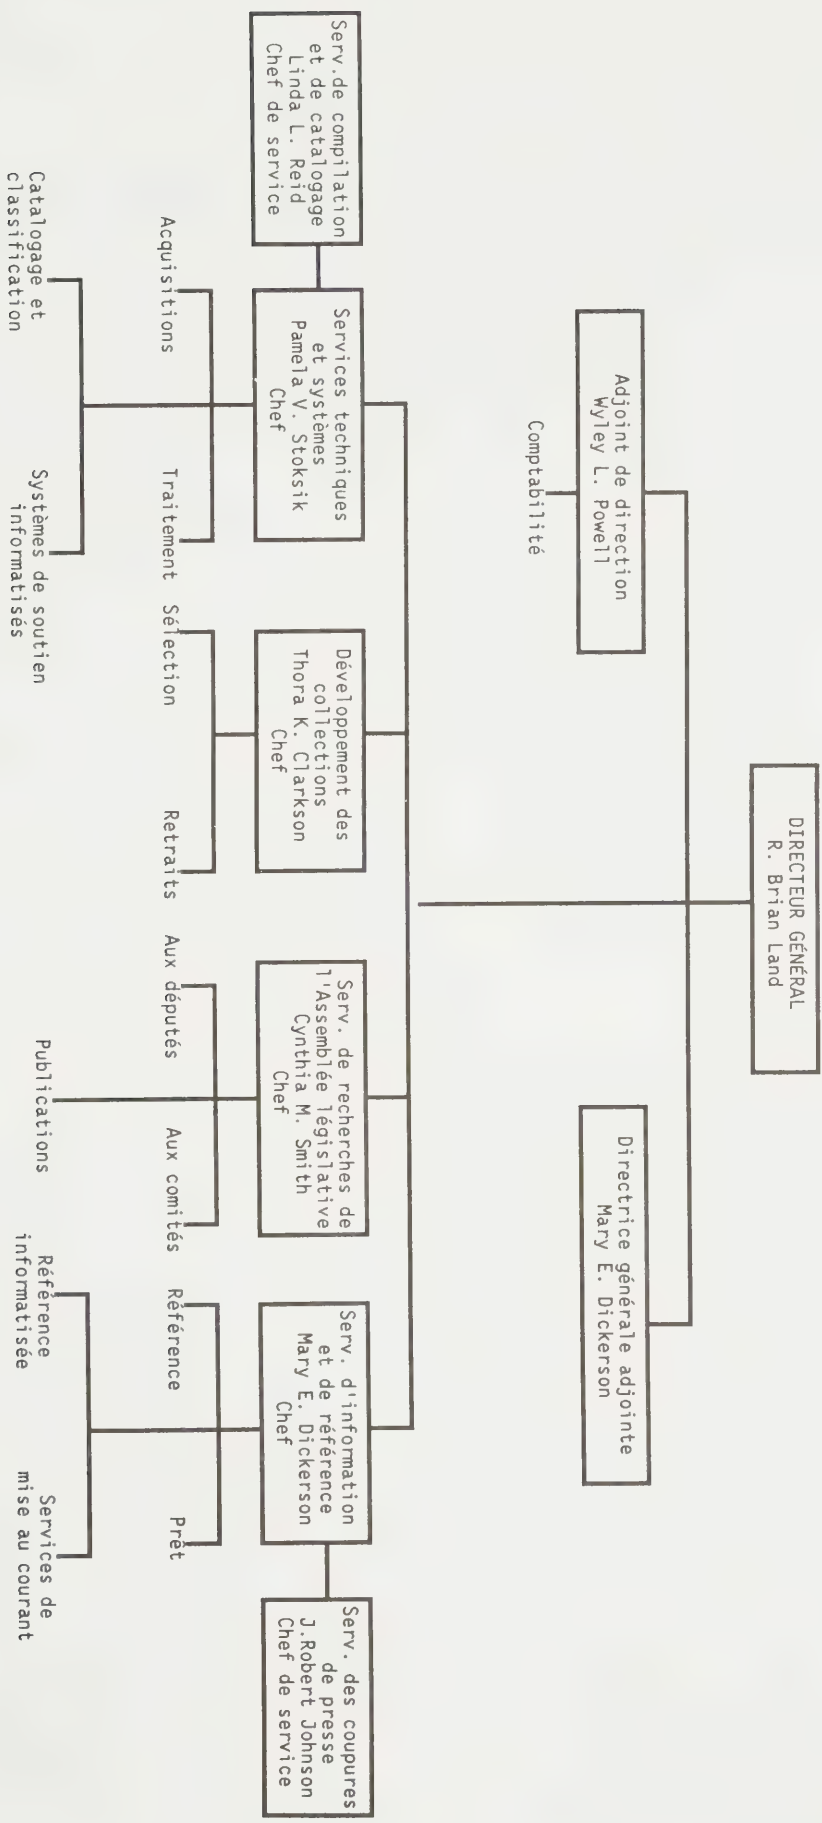 DIRECTEUR GÉNÉRAL
R. Brian Land
Adjoint de direction
Wyley L. Powell
Comptabilité
Directrice générale adjointe
Mary E. Dickerson
Serv.de compilation
et de catalogage
Linda L. Reid
Chef de service
Services techniques
et systèmes
Pamela V. Stoksik
Chef
Développement des
collections
Thora K. Clarkson
Chef
Serv. de recherches de
l'Assemblée législative
Cynthia M. Smith
Chef
Serv. d'information
et de référence
Mary E. Dickerson
Chef
Serv. des coupures
de presse
J.Robert Johnson
Chef de service
Acquisitions
Traitement
Sélection
Retraits
Aux députés
Aux comités
Référence
Prêt
Catalogage et
classification
Systèmes de soutien
informatisés
Publications
Référence
informatisée
Services de
mise au courant